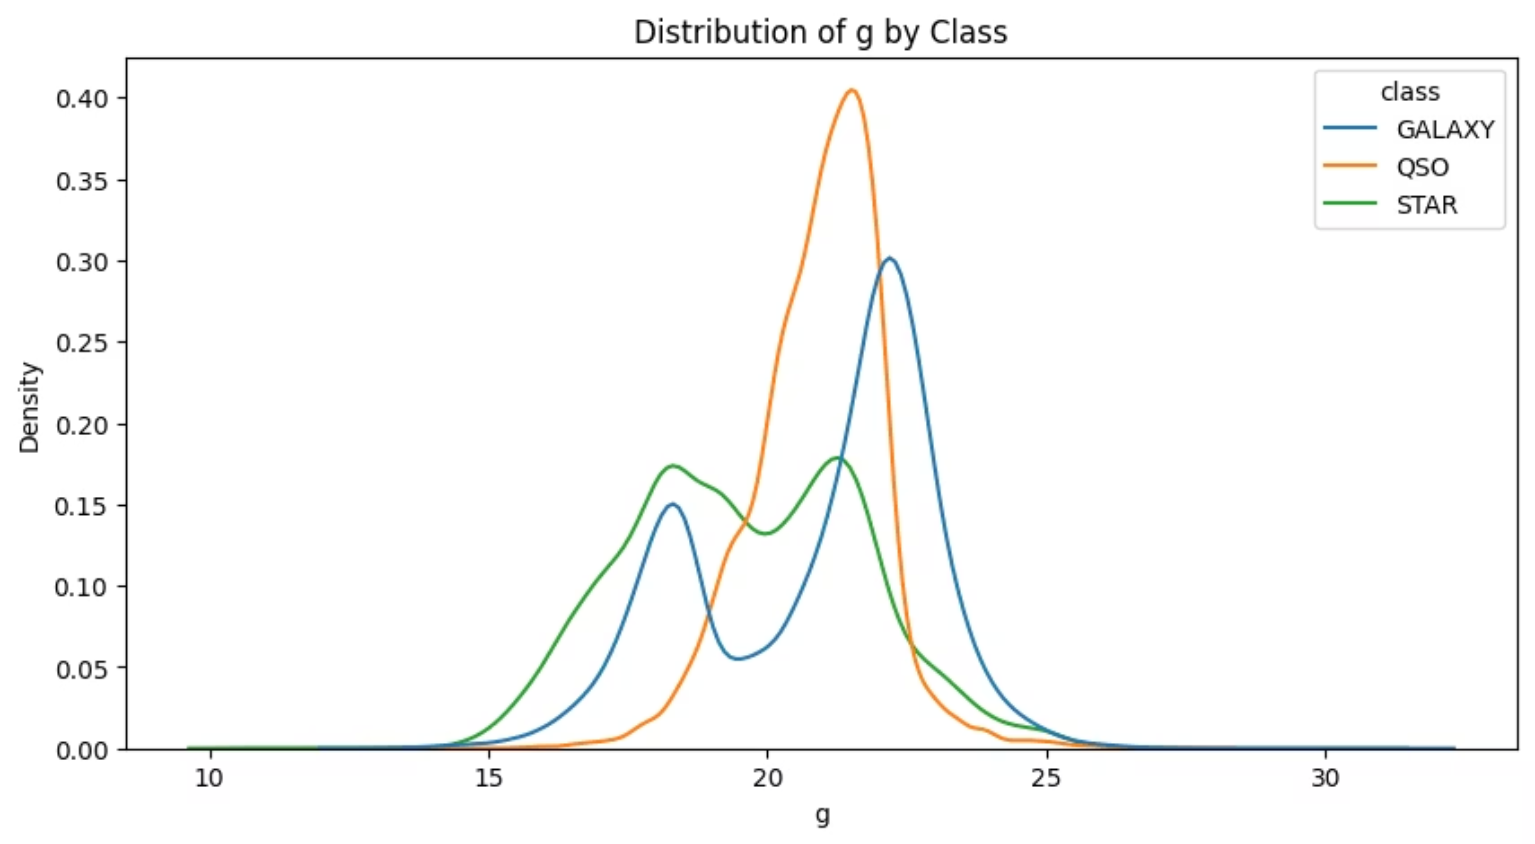 Distribution of g by Class
class
GALAXY
QSO
STAR
Density
0.40
0.35
0.30
0.25
0.20
0.15
0.10
0.05
0.00
10 15 20 25 30
g